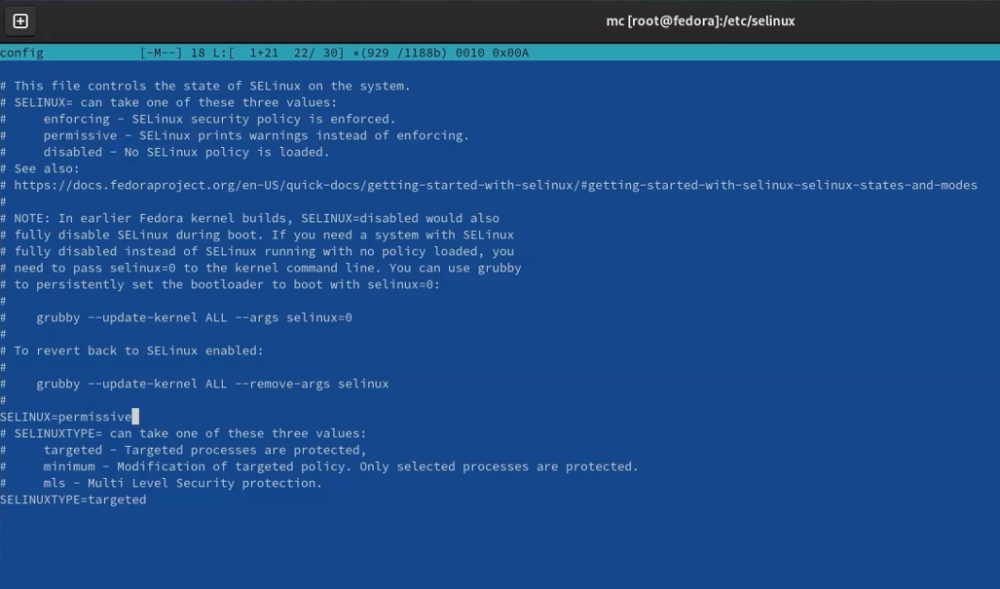 mc [root@fedora]:/etc/selinux
config [-M--] 18 L:[ 1+21 22/ 30] *(929 /1188b) 0010 0x00A
# This file controls the state of SELinux on the system.
# SELINUX= can take one of these three values:
# enforcing - SELinux security policy is enforced.
# permissive - SELinux prints warnings instead of enforcing.
# disabled - No SELinux policy is loaded.
# See also:
# https://docs.fedoraproject.org/en-US/quick-docs/getting-started-with-selinux/#getting-started-with-selinux-selinux-states-and-modes
#
# NOTE: In earlier Fedora kernel builds, SELINUX=disabled would also
# fully disable SELinux during boot. If you need a system with SELinux
# fully disabled instead of SELinux running with no policy loaded, you
# need to pass selinux=0 to the kernel command line. You can use grubby
# to persistently set the bootloader to boot with selinux=0:
#
# grubby --update-kernel ALL --args selinux=0
#
# To revert back to SELinux enabled:
#
# grubby --update-kernel ALL --remove-args selinux
#
SELINUX=permissive
# SELINUXTYPE= can take one of these three values:
# targeted - Targeted processes are protected,
# minimum - Modification of targeted policy. Only selected processes are protected.
# mls - Multi Level Security protection.
SELINUXTYPE=targeted